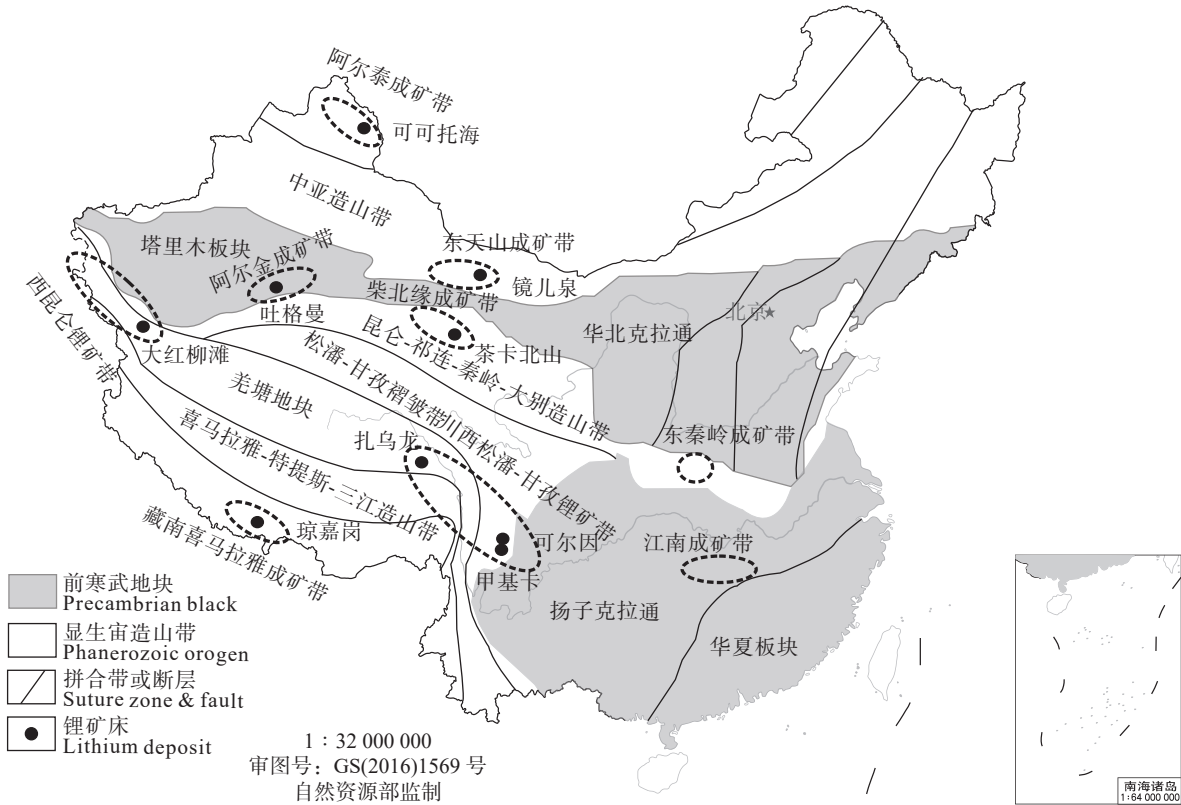 阿尔泰成矿带
可可托海
中亚造山带
塔里木板块
阿尔金成矿带
吐格曼
东天山成矿带
镜儿泉
柴北缘成矿带
茶卡北山
昆仑-祁连-秦岭-大别造山带
松潘-甘孜褶皱带
川西松潘-甘孜锂矿带
华北克拉通
北京
西昆仑锂矿带
大红柳滩
羌塘地块
喜马拉雅-特提斯-三江造山带
扎乌龙
东秦岭成矿带
藏南喜马拉雅成矿带
琼嘉岗
可尔因
甲基卡
江南成矿带
扬子克拉通
华夏板块
前寒武地块
Precambrian black
显生宙造山带
Phanerozoic orogen
拼合带或断层
Suture zone & fault
锂矿床
Lithium deposit
1∶32 000 000
审图号：GS(2016)1569 号
自然资源部监制
南海诸岛
1:64 000 000